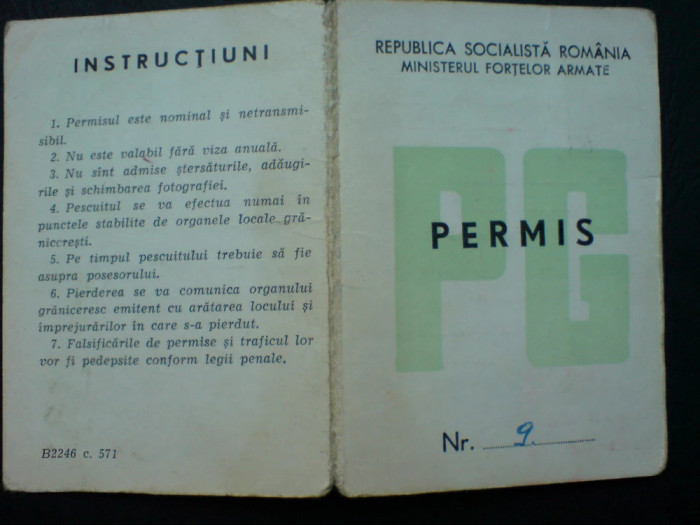 INSTRUCȚIUNI
1. Permisul este nominal și netransmi-
sibil.
2. Nu este valabil fără viza anuală.
3. Nu sînt admise ștersăturile, adăugi-
rile și schimbarea fotografiei.
4. Pescuitul se va efectua numai în
punctele stabilite de organele locale gră-
nicerești.
5. Pe timpul pescuitului trebuie să fie
asupra posesorului.
6. Pierderea se va comunica organului
grăniceresc emitent cu arătarea locului și
împrejurărilor în care s-a pierdut.
7. Falsificările de permise și traficul lor
vor fi pedepsite conform legii penale.
B2246 c. 571
REPUBLICA SOCIALISTĂ ROMÂNIA
MINISTERUL FORȚELOR ARMATE
PG
PERMIS
Nr. 9.